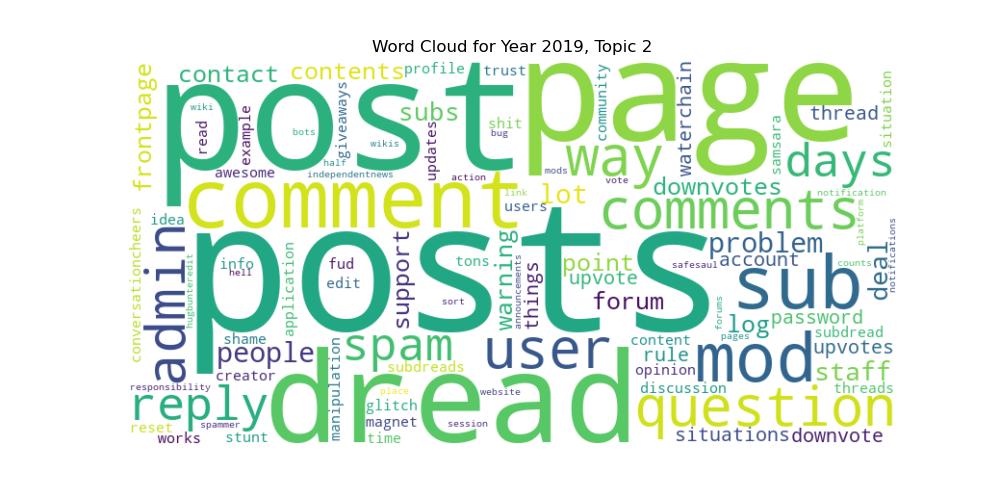 Word Cloud for Year 2019, Topic 2
frontpage
contact
contents
profile
trust
post
page
wiki
read
example
bots
giveaways
subs
shit
bug
community
waterchain
thread
situation
updates
wikis
half
independentnews
awesome
action
mods
way
vote
samsara
days
comment
link
lot
downvotes
notification
users
comments
platform
idea
admin
posts
conversationcheers
hugbunteredit
info
hell
fud
edit
application
support
sort
tons.
warning
announcements
things
point
upvote
forum
safesaul
problem
account
sub
deal
counts
notifications
forums
pages
log
password
subdread
upvotes
shame
people
creator
manipulation
spam
subdreads
user
content
rule
opinion
mod
staff
discussion
threads
responsibility
reply
dread
place
glitch
magnet
time
website
session
question
reset
spammer
works
stunt
situations
downvote